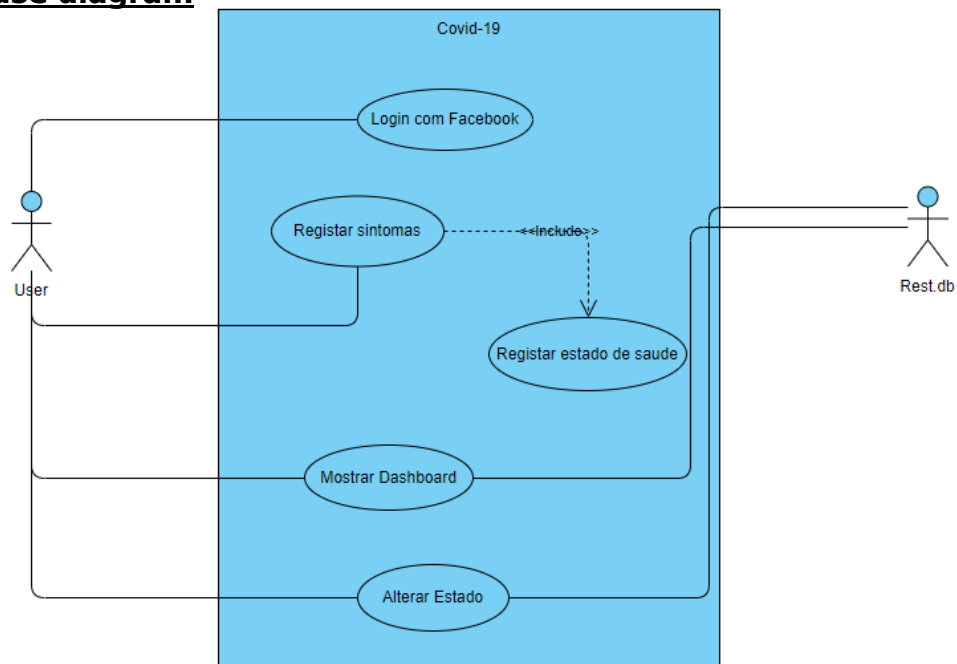 use diagram
Covid-19
Login com Facebook
Registar sintomas
<<Include>>
User
Rest.db
Registar estado de saude
Mostrar Dashboard
Alterar Estado